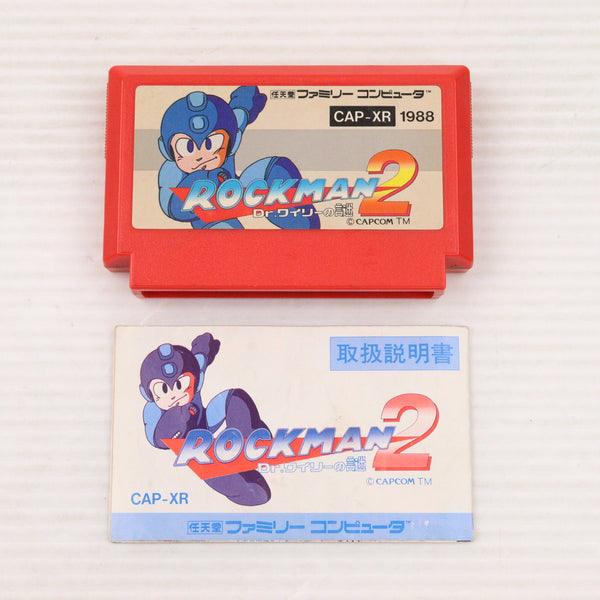 任天堂 ファミリー コンピュータ™
CAP-XR 1988
ROCKMAN 2
Dr.ワイリーの謎
©CAPCOM TM
取扱説明書
ROCKMAN 2
Dr.ワイリーの謎
©CAPCOM TM
CAP-XR
任天堂 ファミリー コンピュータ™